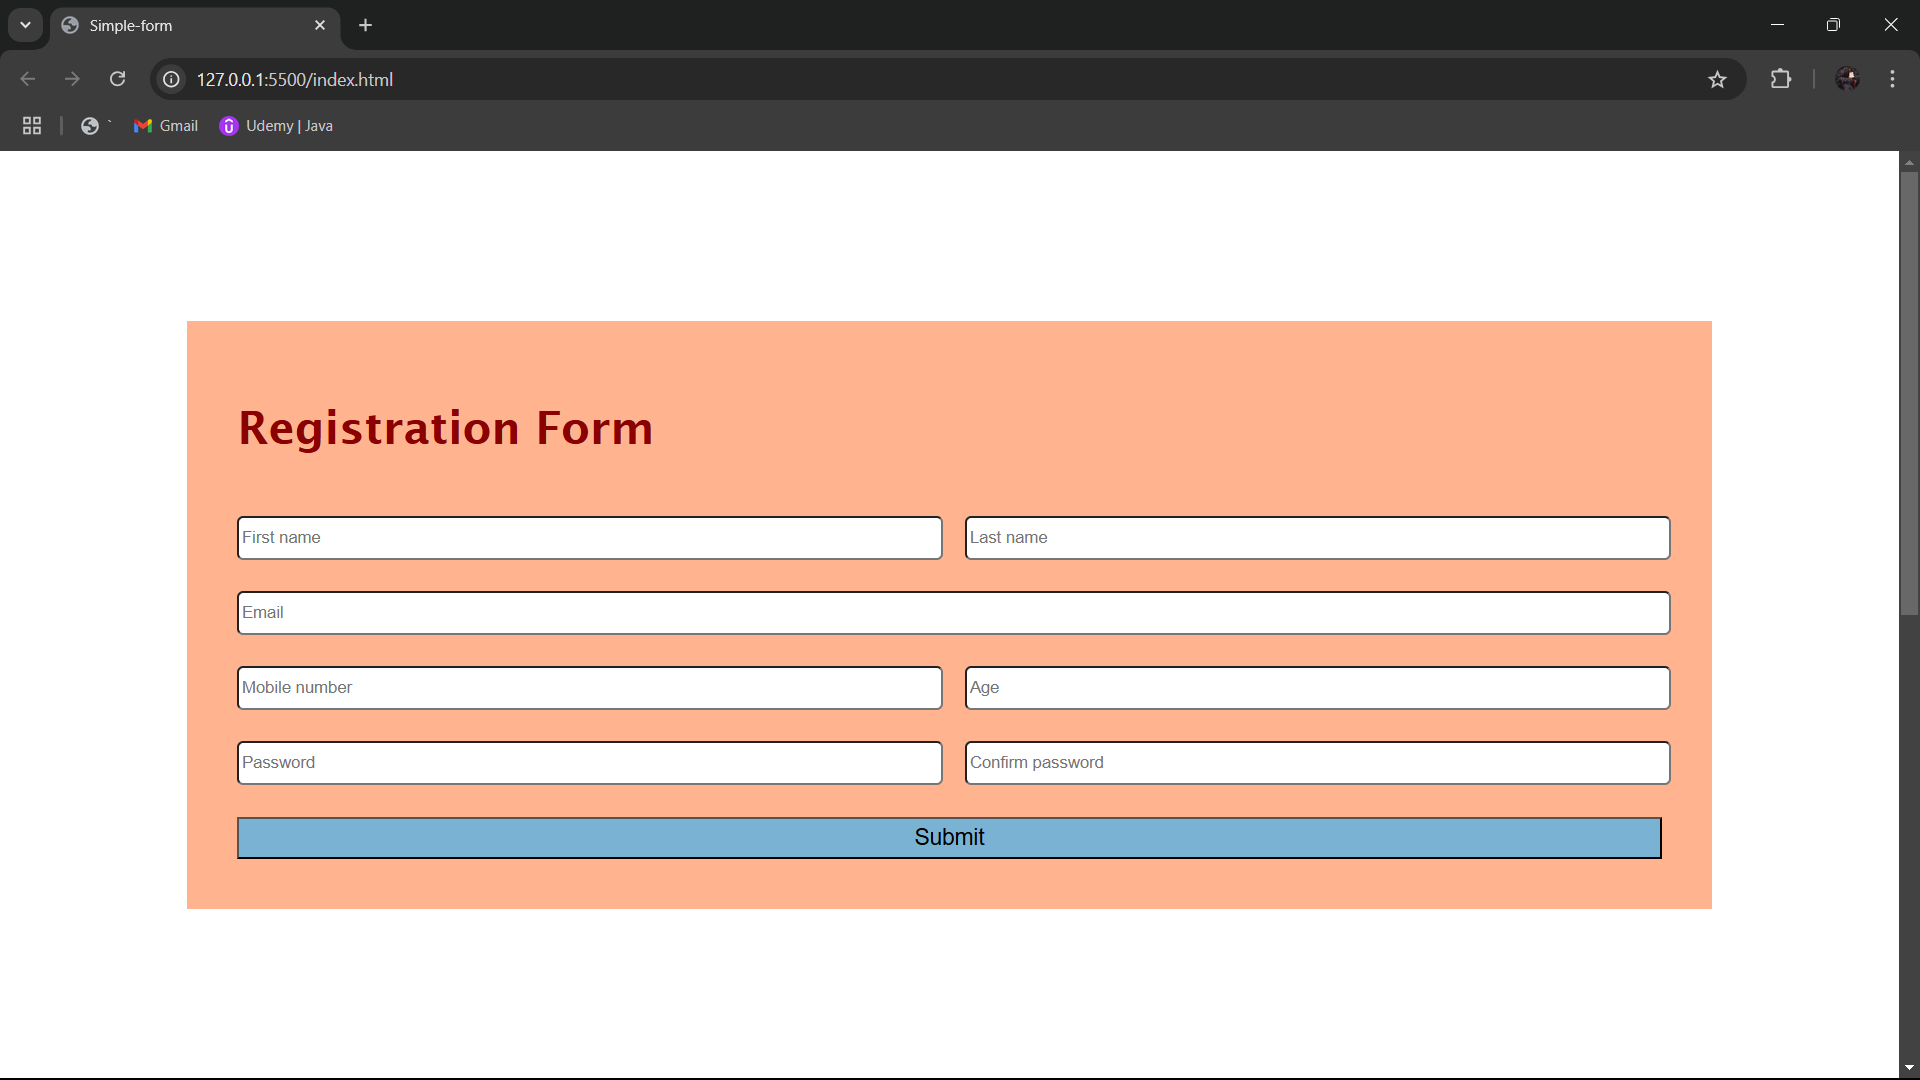 Simple-form
127.0.0.1:5500/index.html
` Gmail Udemy | Java
Registration Form
First name Last name
Email
Mobile number Age
Password Confirm password
Submit